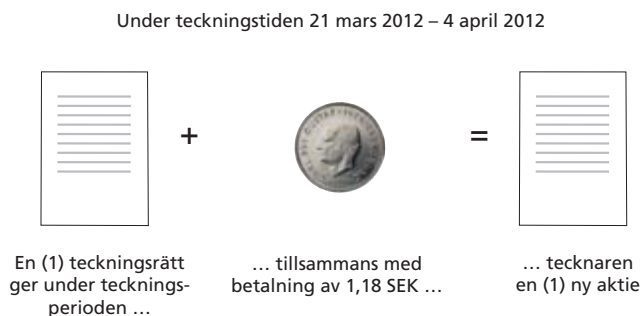 Under teckningstiden 21 mars 2012 – 4 april 2012
+
=
En (1) teckningsrätt
ger under tecknings-
perioden …
… tillsammans med
betalning av 1,18 SEK …
… tecknaren
en (1) ny aktie